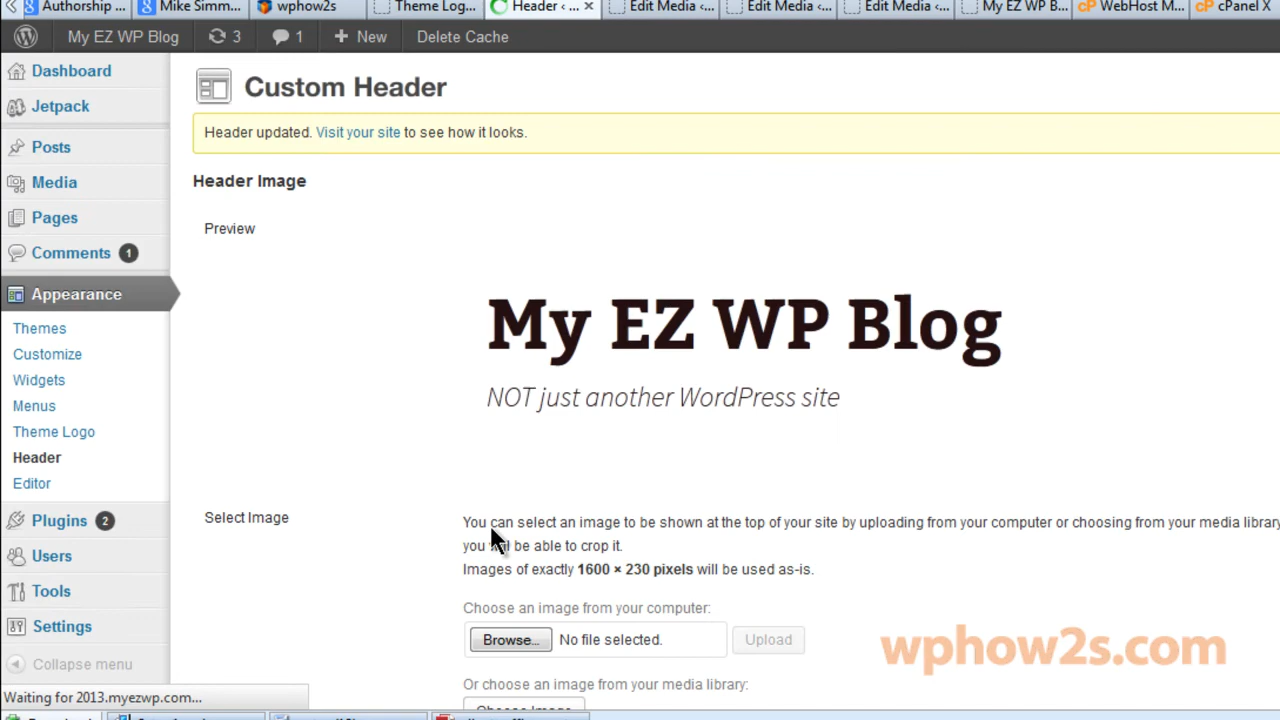 Authorship ... Mike Simm... wphow2s Theme Log... Header ‹ ... × Edit Media ‹... Edit Media ‹... Edit Media ‹... My EZ WP B... cP WebHost M... cP cPanel X
My EZ WP Blog 3 1 + New Delete Cache
Dashboard
Jetpack
Posts
Media
Pages
Comments 1
Appearance
Themes
Customize
Widgets
Menus
Theme Logo
Header
Editor
Plugins 2
Users
Tools
Settings
Collapse menu
Custom Header
Header updated. Visit your site to see how it looks.
Header Image
Preview
My EZ WP Blog
NOT just another WordPress site
Select Image
You can select an image to be shown at the top of your site by uploading from your computer or choosing from your media library
you will be able to crop it.
Images of exactly 1600 × 230 pixels will be used as-is.
Choose an image from your computer:
Browse... No file selected. Upload
Or choose an image from your media library:
Choose Image
wphow2s.com
Waiting for 2013.myezwp.com...